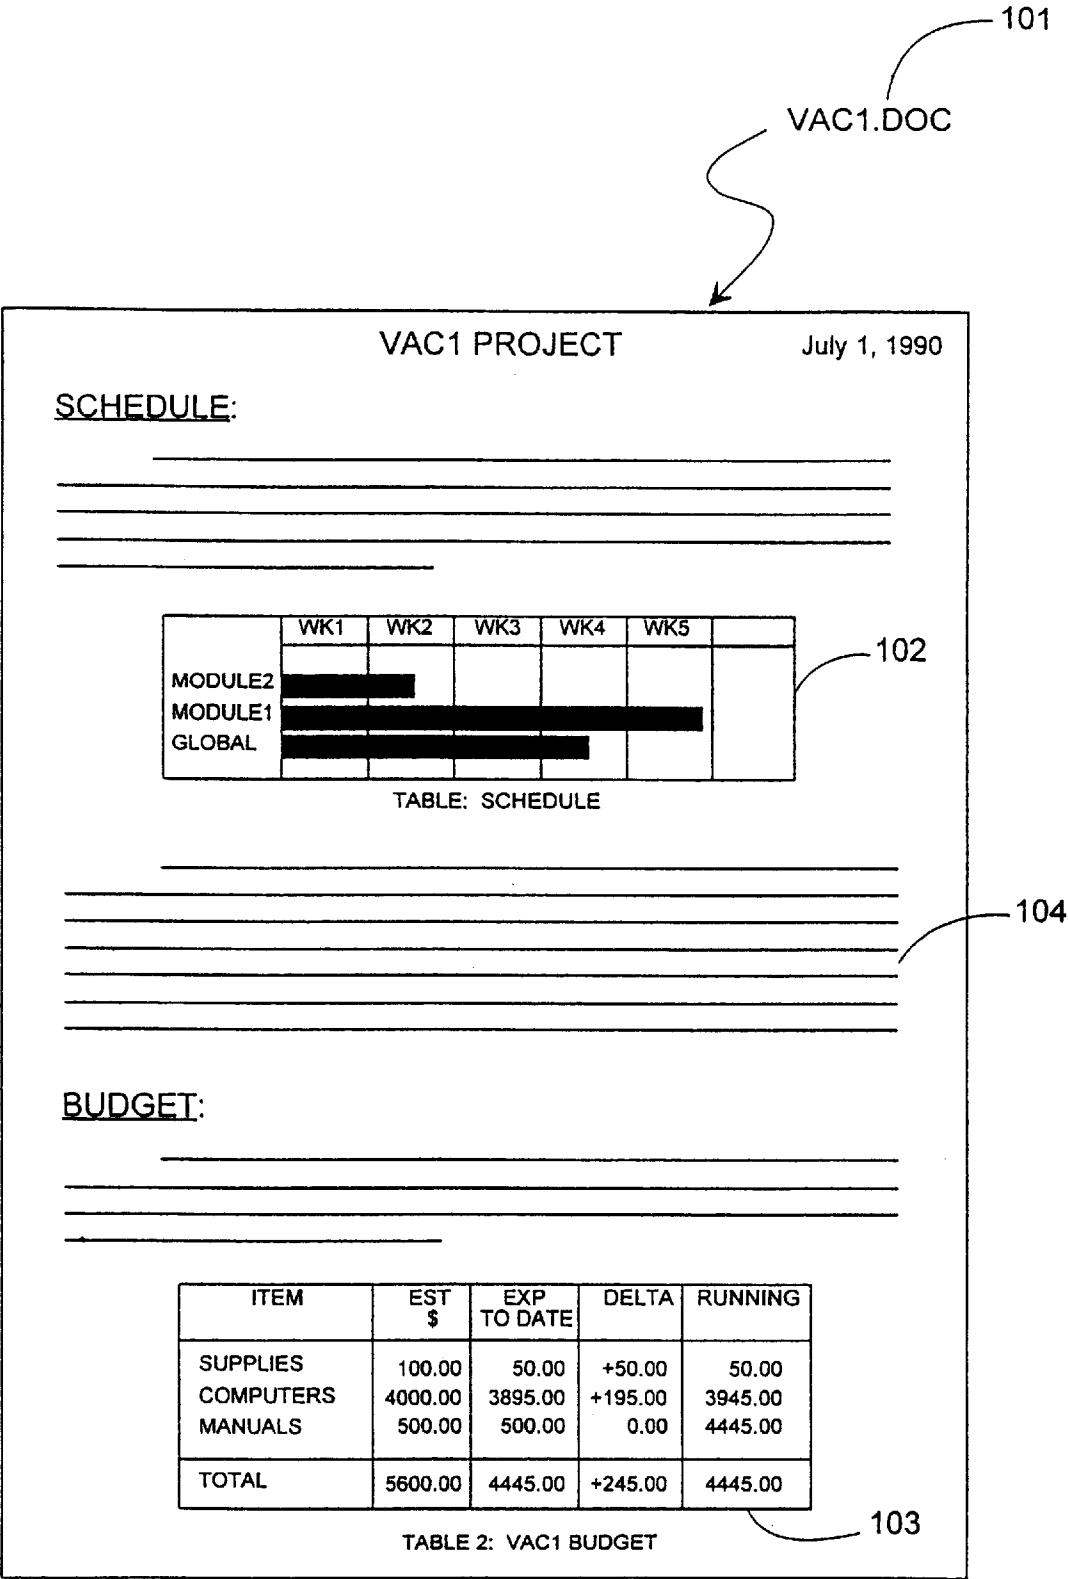 101
VAC1.DOC
VAC1 PROJECT July 1, 1990
SCHEDULE:
WK1 WK2 WK3 WK4 WK5
102
MODULE2
MODULE1
GLOBAL
TABLE: SCHEDULE
104
BUDGET:
ITEM EST $ EXP TO DATE DELTA RUNNING
SUPPLIES 100.00 50.00 +50.00 50.00
COMPUTERS 4000.00 3895.00 +195.00 3945.00
MANUALS 500.00 500.00 0.00 4445.00
TOTAL 5600.00 4445.00 +245.00 4445.00
103
TABLE 2: VAC1 BUDGET